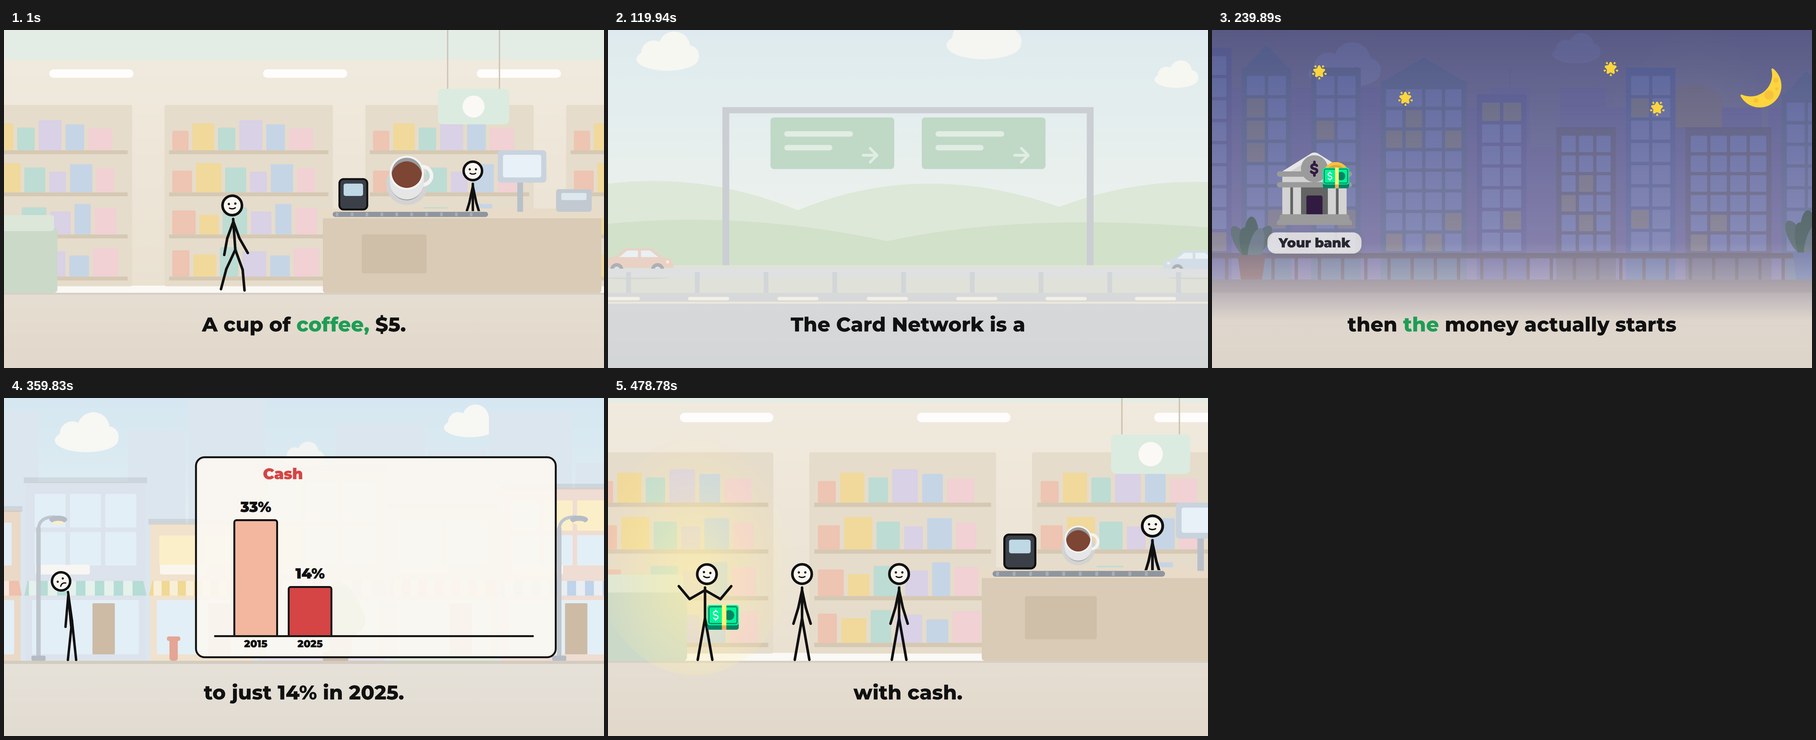 1. 1s
A cup of coffee, $5.
2. 119.94s
The Card Network is a
3. 239.89s
$
$
Your bank
then the money actually starts
4. 359.83s
Cash
33%
14%
2015 2025
to just 14% in 2025.
5. 478.78s
$
with cash.